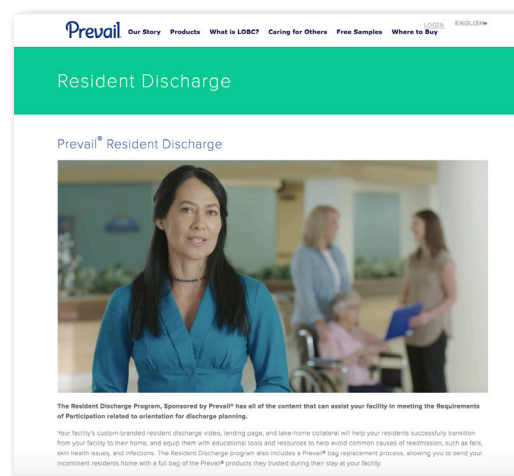 LOGIN ENGLISH
Prevail. Our Story Products What is LOBC? Caring for Others Free Samples Where to Buy
Resident Discharge
Prevail® Resident Discharge
The Resident Discharge Program, Sponsored by Prevail® has all of the content that can assist your facility in meeting the Requirements
of Participation related to orientation for discharge planning.
Your facility's custom-branded resident discharge video, landing page, and take-home collateral will help your residents successfully transition
from your facility to their home, and equip them with educational tools and resources to help avoid common causes of readmission, such as falls,
skin health issues, and infections. The Resident Discharge program also includes a Prevail® bag replacement process, allowing you to send your
incontinent residents home with a full bag of the Prevail® products they trusted during their stay at your facility.